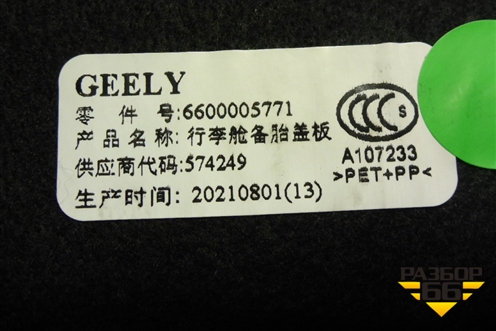 GEELY
零件号:6600005771
产品名称:行李舱备胎盖板
供应商代码:574249
生产时间: 20210801(13)
CCC S
A107233
>PET+PP<
РАЗБОР
66